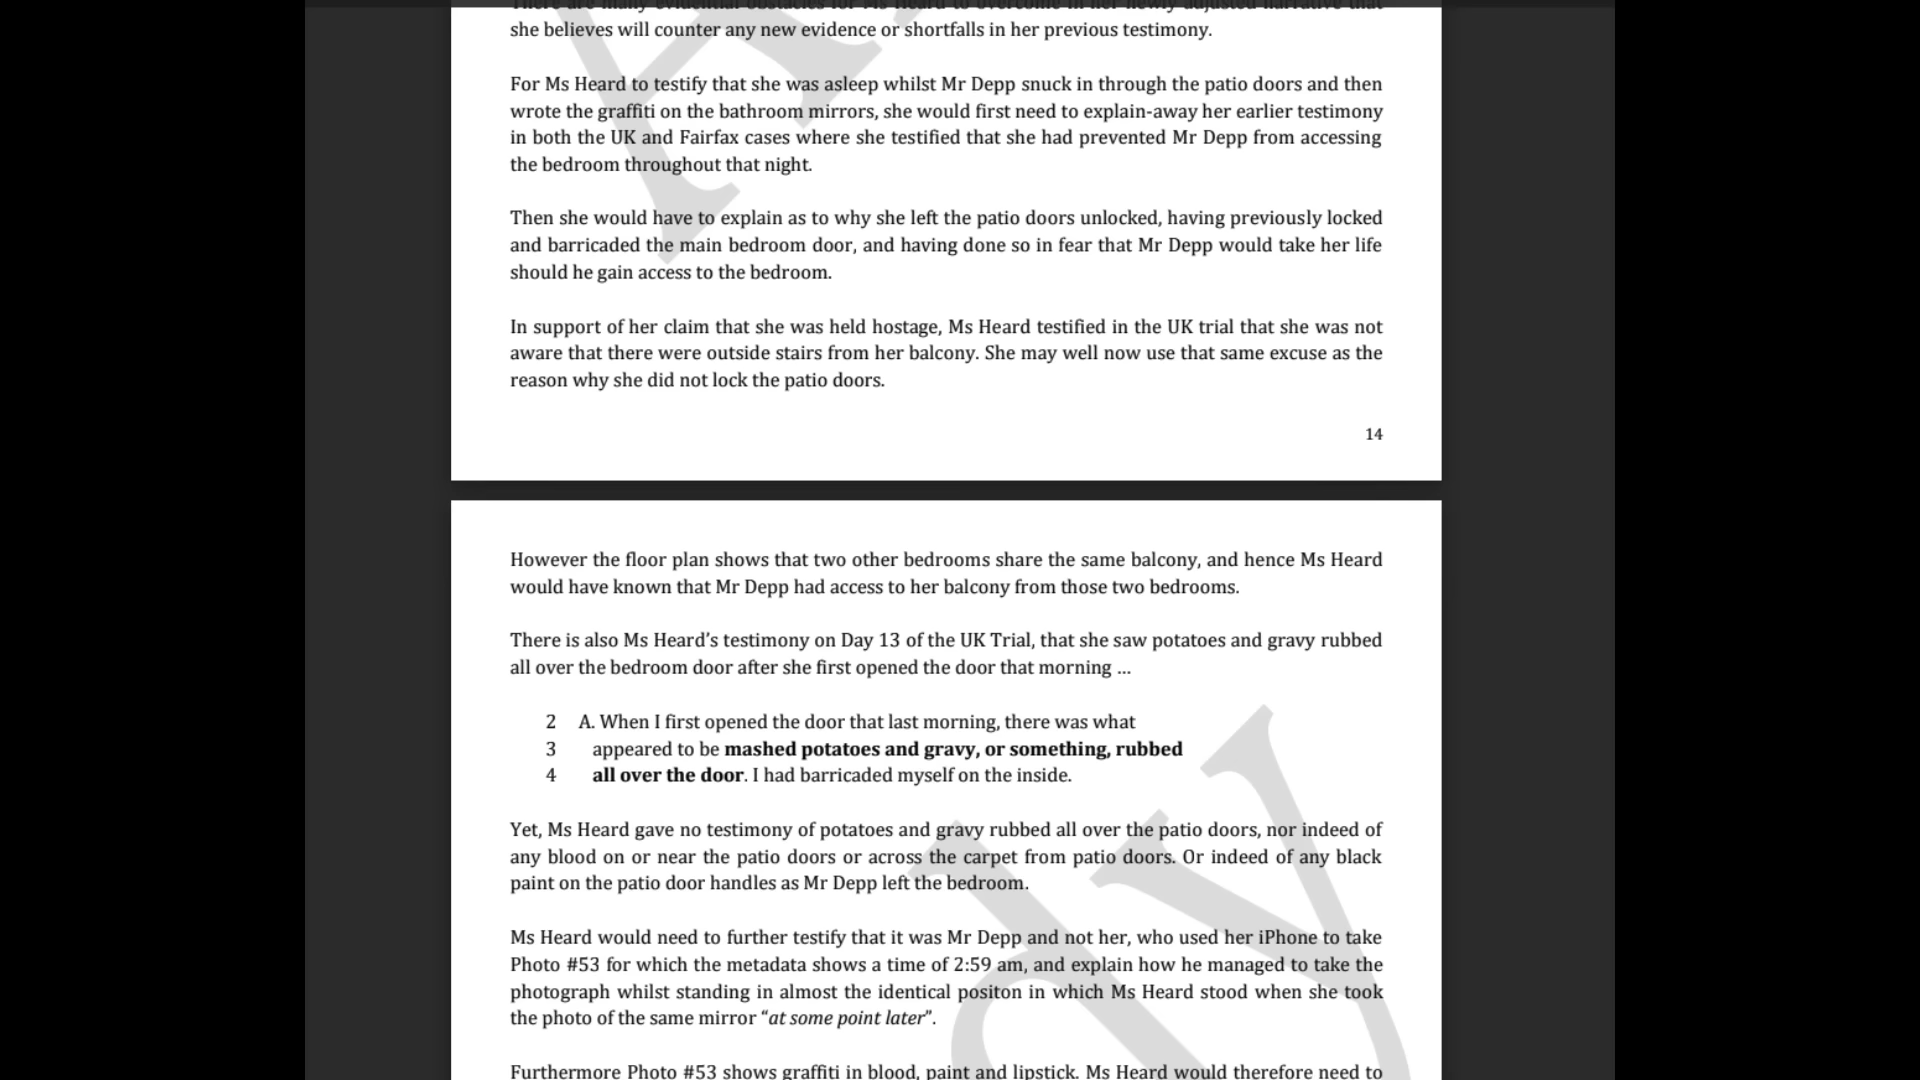 There are many evidential obstacles for Ms Heard to overcome in her newly adjusted narrative that
she believes will counter any new evidence or shortfalls in her previous testimony.
For Ms Heard to testify that she was asleep whilst Mr Depp snuck in through the patio doors and then
wrote the graffiti on the bathroom mirrors, she would first need to explain-away her earlier testimony
in both the UK and Fairfax cases where she testified that she had prevented Mr Depp from accessing
the bedroom throughout that night.
Then she would have to explain as to why she left the patio doors unlocked, having previously locked
and barricaded the main bedroom door, and having done so in fear that Mr Depp would take her life
should he gain access to the bedroom.
In support of her claim that she was held hostage, Ms Heard testified in the UK trial that she was not
aware that there were outside stairs from her balcony. She may well now use that same excuse as the
reason why she did not lock the patio doors.
14
However the floor plan shows that two other bedrooms share the same balcony, and hence Ms Heard
would have known that Mr Depp had access to her balcony from those two bedrooms.
There is also Ms Heard's testimony on Day 13 of the UK Trial, that she saw potatoes and gravy rubbed
all over the bedroom door after she first opened the door that morning ...
2 A. When I first opened the door that last morning, there was what
3 appeared to be mashed potatoes and gravy, or something, rubbed
4 all over the door. I had barricaded myself on the inside.
Yet, Ms Heard gave no testimony of potatoes and gravy rubbed all over the patio doors, nor indeed of
any blood on or near the patio doors or across the carpet from patio doors. Or indeed of any black
paint on the patio door handles as Mr Depp left the bedroom.
Ms Heard would need to further testify that it was Mr Depp and not her, who used her iPhone to take
Photo #53 for which the metadata shows a time of 2:59 am, and explain how he managed to take the
photograph whilst standing in almost the identical positon in which Ms Heard stood when she took
the photo of the same mirror "at some point later".
Furthermore Photo #53 shows graffiti in blood, paint and lipstick. Ms Heard would therefore need to